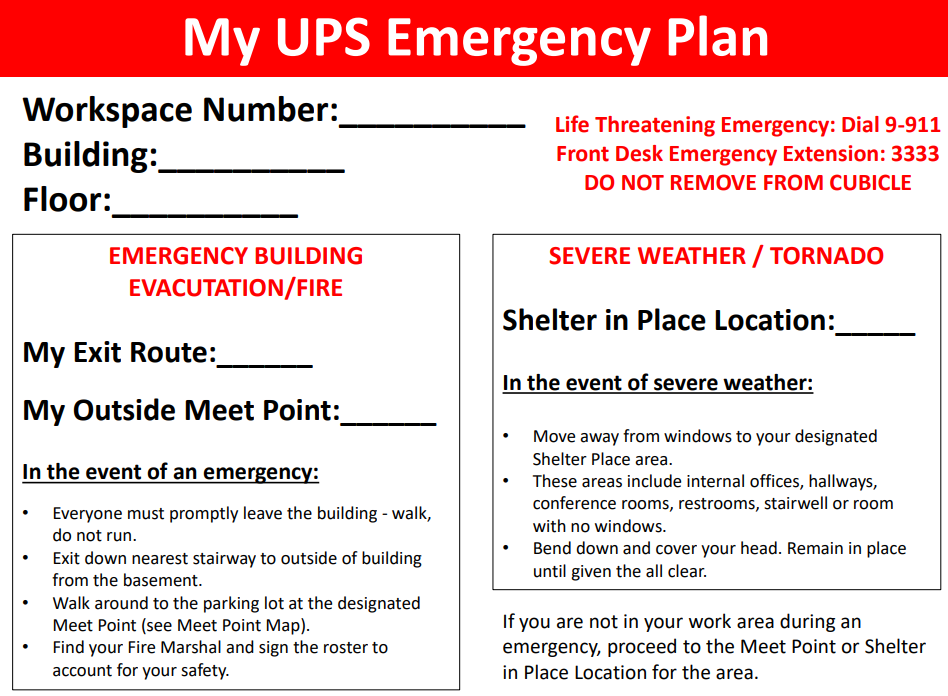 My UPS Emergency Plan
Workspace Number:___________
Building:___________
Floor:___________
Life Threatening Emergency: Dial 9-911
Front Desk Emergency Extension: 3333
DO NOT REMOVE FROM CUBICLE
EMERGENCY BUILDING
EVACUTATION/FIRE
My Exit Route:______
My Outside Meet Point:______
In the event of an emergency:
• Everyone must promptly leave the building - walk,
do not run.
• Exit down nearest stairway to outside of building
from the basement.
• Walk around to the parking lot at the designated
Meet Point (see Meet Point Map).
• Find your Fire Marshal and sign the roster to
account for your safety.
SEVERE WEATHER / TORNADO
Shelter in Place Location:_____
In the event of severe weather:
• Move away from windows to your designated
Shelter Place area.
• These areas include internal offices, hallways,
conference rooms, restrooms, stairwell or room
with no windows.
• Bend down and cover your head. Remain in place
until given the all clear.
If you are not in your work area during an
emergency, proceed to the Meet Point or Shelter
in Place Location for the area.